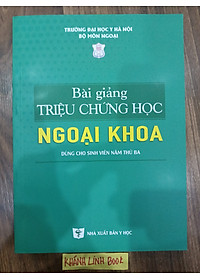 TRƯỜNG ĐẠI HỌC Y HÀ NỘI
BỘ MÔN NGOẠI
Bài giảng
TRIỆU CHỨNG HỌC
NGOẠI KHOA
DÙNG CHO SINH VIÊN NĂM THỨ BA
NHÀ XUẤT BẢN Y HỌC
KHÁNH LINH BOOK